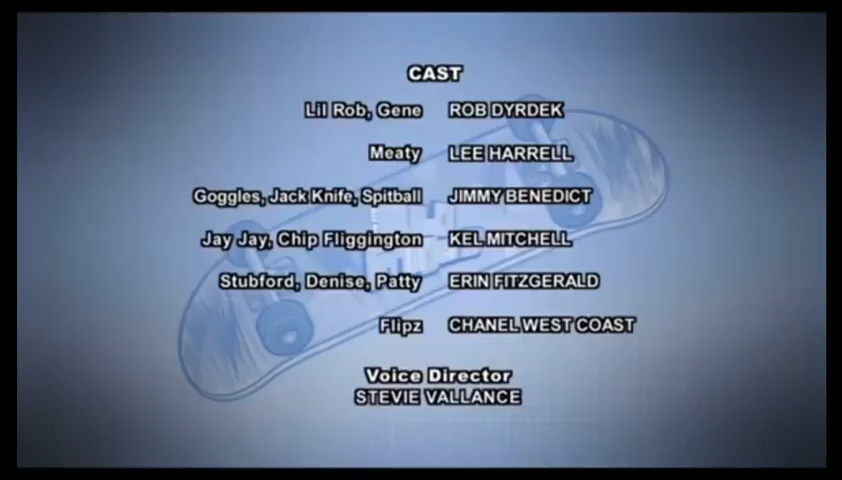 CAST
Lil Rob, Gene ROB DYRDEK
Meaty LEE HARRELL
Goggles, Jack Knife, Spitball JIMMY BENEDICT
Jay Jay, Chip Fliggington KEL MITCHELL
Stubford, Denise, Patty ERIN FITZGERALD
Flipz CHANEL WEST COAST
Voice Director
STEVIE VALLANCE